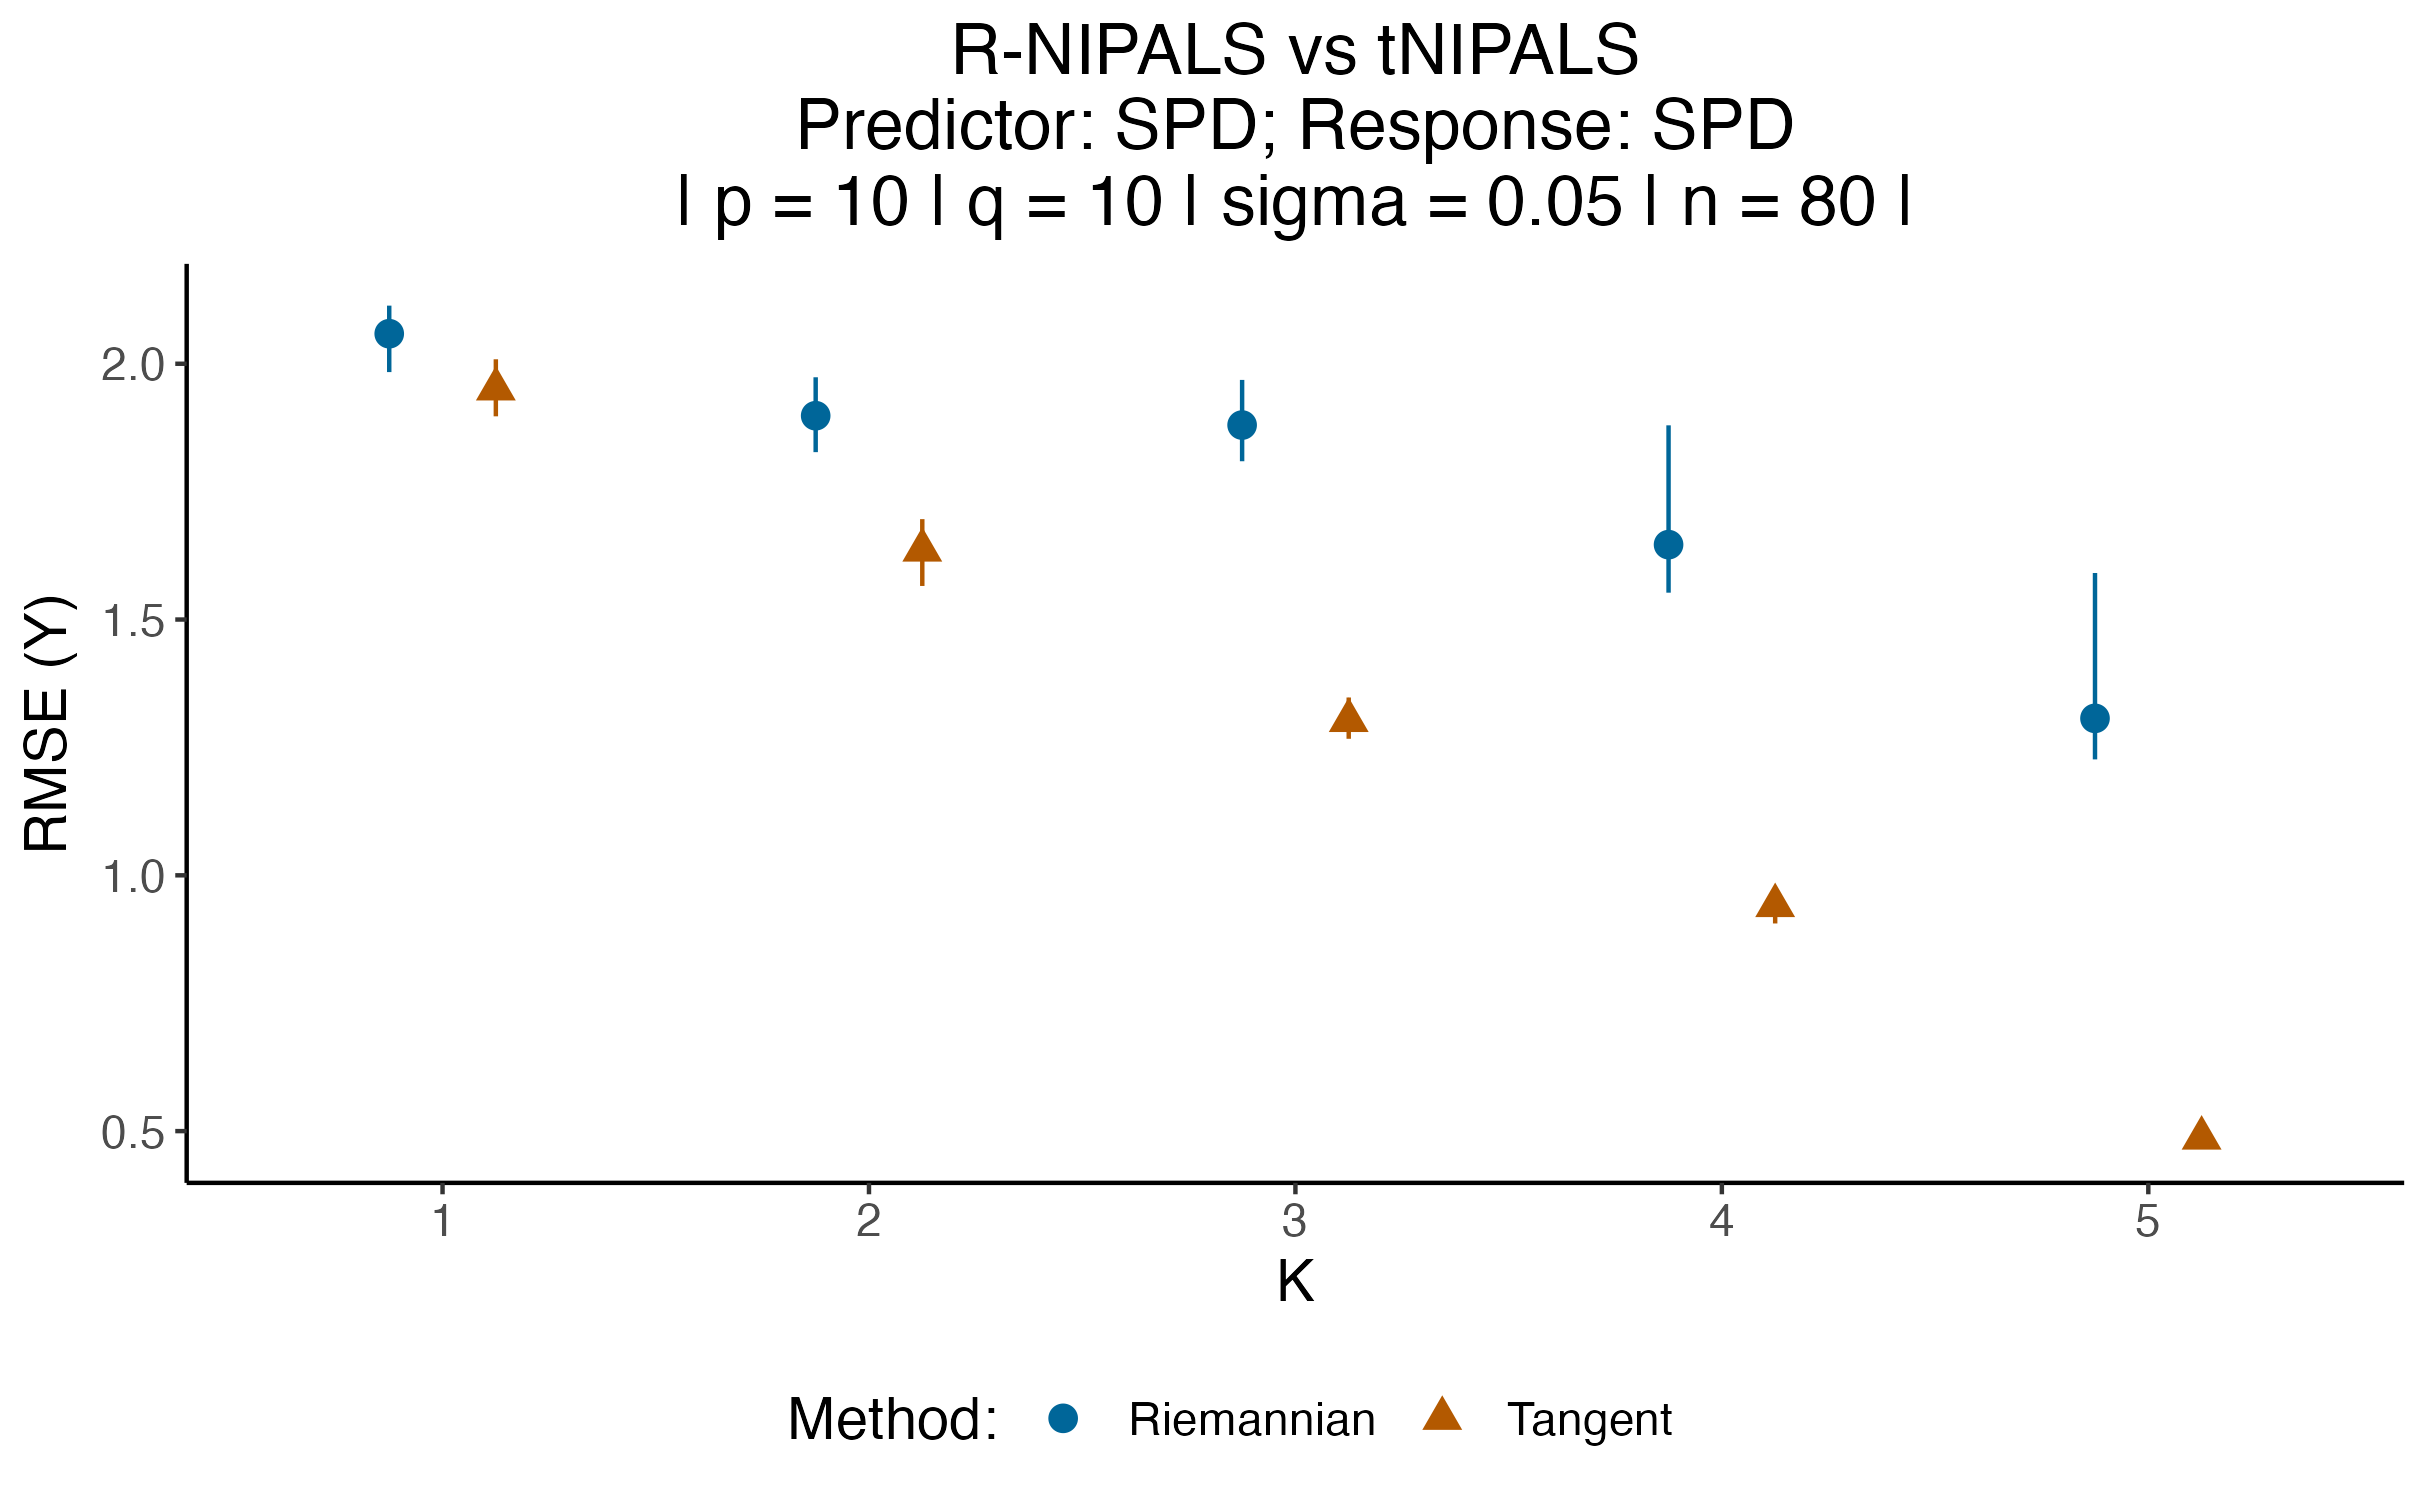 R-NIPALS vs tNIPALS
Predictor: SPD; Response: SPD
| p = 10 | q = 10 | sigma = 0.05 | n = 80 |
RMSE (Y)
2.0
1.5
1.0
0.5
1 2 3 4 5
K
Method: Riemannian Tangent